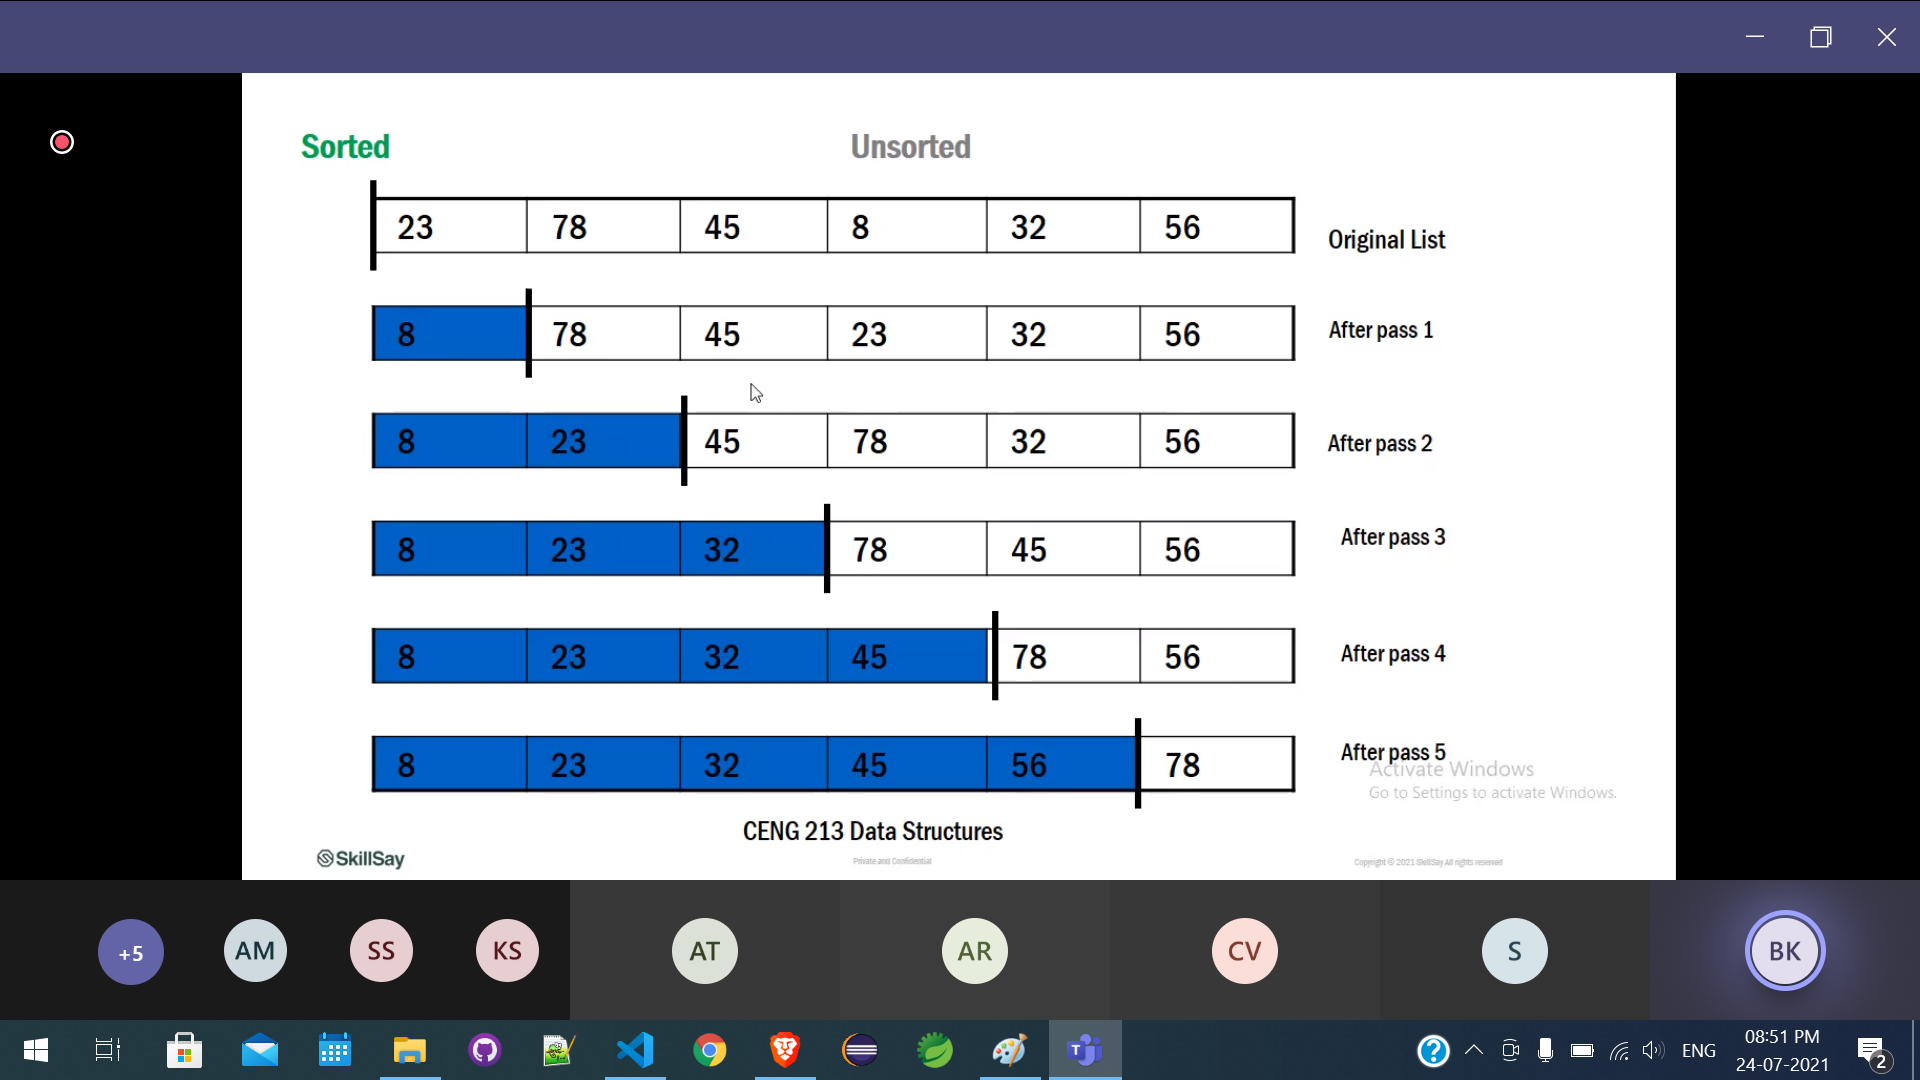 Sorted Unsorted
23 78 45 8 32 56 Original List
8 78 45 23 32 56 After pass 1
8 23 45 78 32 56 After pass 2
8 23 32 78 45 56 After pass 3
8 23 32 45 78 56 After pass 4
8 23 32 45 56 78 After pass 5
Activate Windows
Go to Settings to activate Windows.
CENG 213 Data Structures
SkillSay Private and Confidential Copyright © 2021 SkillSay All rights reserved
+5 AM SS KS AT AR CV S BK
ENG 08:51 PM
24-07-2021 2